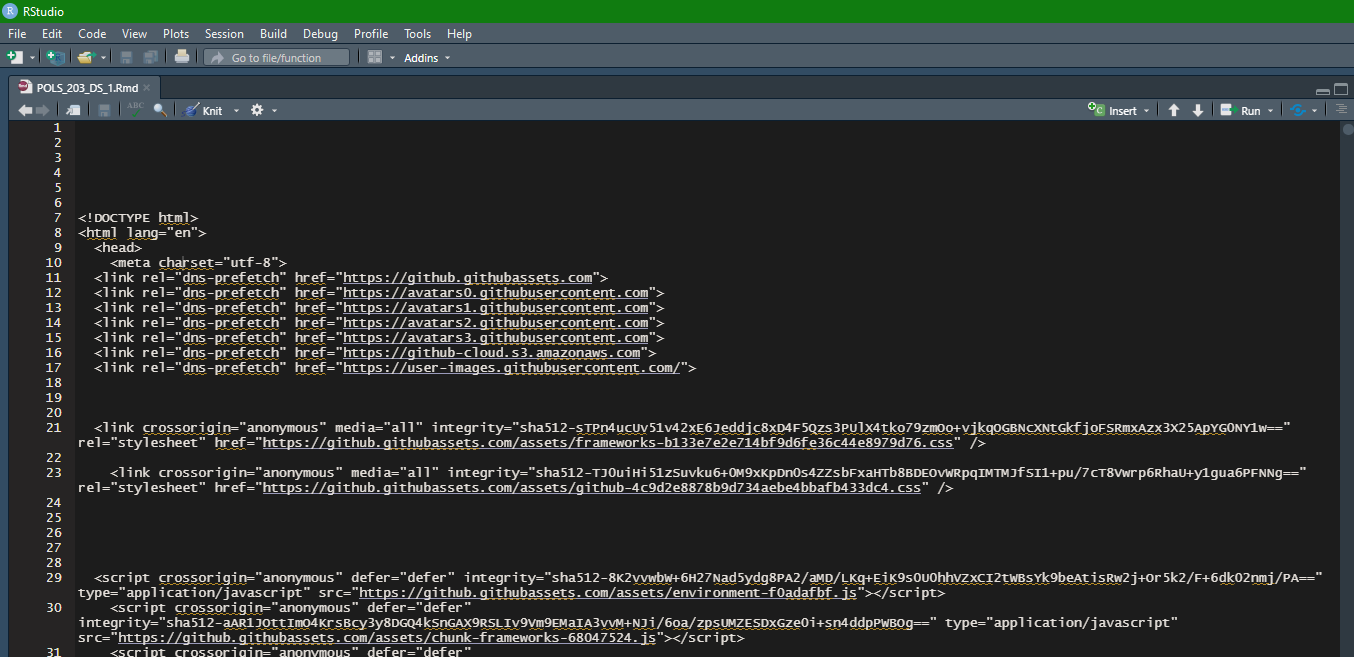 RStudio
File Edit Code View Plots Session Build Debug Profile Tools Help
Go to file/function Addins
POLS_203_DS_1.Rmd
ABC Knit Insert Run
1
2
3
4
5
6
7 <!DOCTYPE html>
8 <html lang="en">
9 <head>
10 <meta charset="utf-8">
11 <link rel="dns-prefetch" href="https://github.githubassets.com">
12 <link rel="dns-prefetch" href="https://avatars0.githubusercontent.com">
13 <link rel="dns-prefetch" href="https://avatars1.githubusercontent.com">
14 <link rel="dns-prefetch" href="https://avatars2.githubusercontent.com">
15 <link rel="dns-prefetch" href="https://avatars3.githubusercontent.com">
16 <link rel="dns-prefetch" href="https://github-cloud.s3.amazonaws.com">
17 <link rel="dns-prefetch" href="https://user-images.githubusercontent.com/">
18
19
20
21 <link crossorigin="anonymous" media="all" integrity="sha512-sTPn4ucUv51v42xE6Jeddjc8xD4F5Qzs3PUlX4tko79zmOo+vjkqOGBNcXNtGkfjoFSRmxAzx3X25ApYGONY1w=="
rel="stylesheet" href="https://github.githubassets.com/assets/frameworks-b133e7e2e714bf9d6fe36c44e8979d76.css" />
22
23 <link crossorigin="anonymous" media="all" integrity="sha512-TJ0uiHi51zSuvku6+OM9xKpDnOs4ZZsbFxaHTb8BDEOvWRpqIMTMJfSI1+pu/7cT8Vwrp6RhaU+y1gua6PFNNg=="
rel="stylesheet" href="https://github.githubassets.com/assets/github-4c9d2e8878b9d734aebe4bbafb433dc4.css" />
24
25
26
27
28
29 <script crossorigin="anonymous" defer="defer" integrity="sha512-8K2vvwbW+6H27Nad5ydg8PA2/aMD/LKq+EiK9s0U0hhVZxCI2tWBsYk9beAtisRw2j+Or5k2/F+6dkO2nmj/PA=="
type="application/javascript" src="https://github.githubassets.com/assets/environment-f0adafbf.js"></script>
30 <script crossorigin="anonymous" defer="defer"
integrity="sha512-aAR1JOttImO4KrsBcy3y8DGQ4kSnGAX9R5LIv9Vm9EMaIA3vvM+NJi/6oa/zpsUMZESDxGze0i+sn4ddpPWBOg==" type="application/javascript"
src="https://github.githubassets.com/assets/chunk-frameworks-68047524.js"></script>
31 <script crossorigin="anonymous" defer="defer"